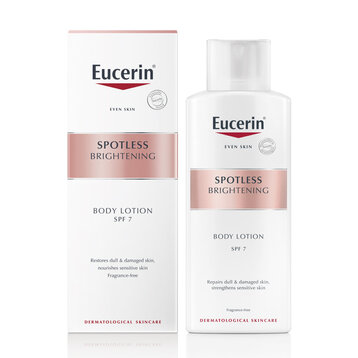 Eucerin®
EVEN SKIN
SPOTLESS
BRIGHTENING
BODY LOTION
SPF 7
Restores dull & damaged skin,
nourishes sensitive skin
Fragrance-free
DERMATOLOGICAL SKINCARE
Eucerin®
EVEN SKIN
SPOTLESS
BRIGHTENING
BODY LOTION
SPF 7
Repairs dull & damaged skin,
strengthens sensitive skin
Fragrance-free
DERMATOLOGICAL SKINCARE